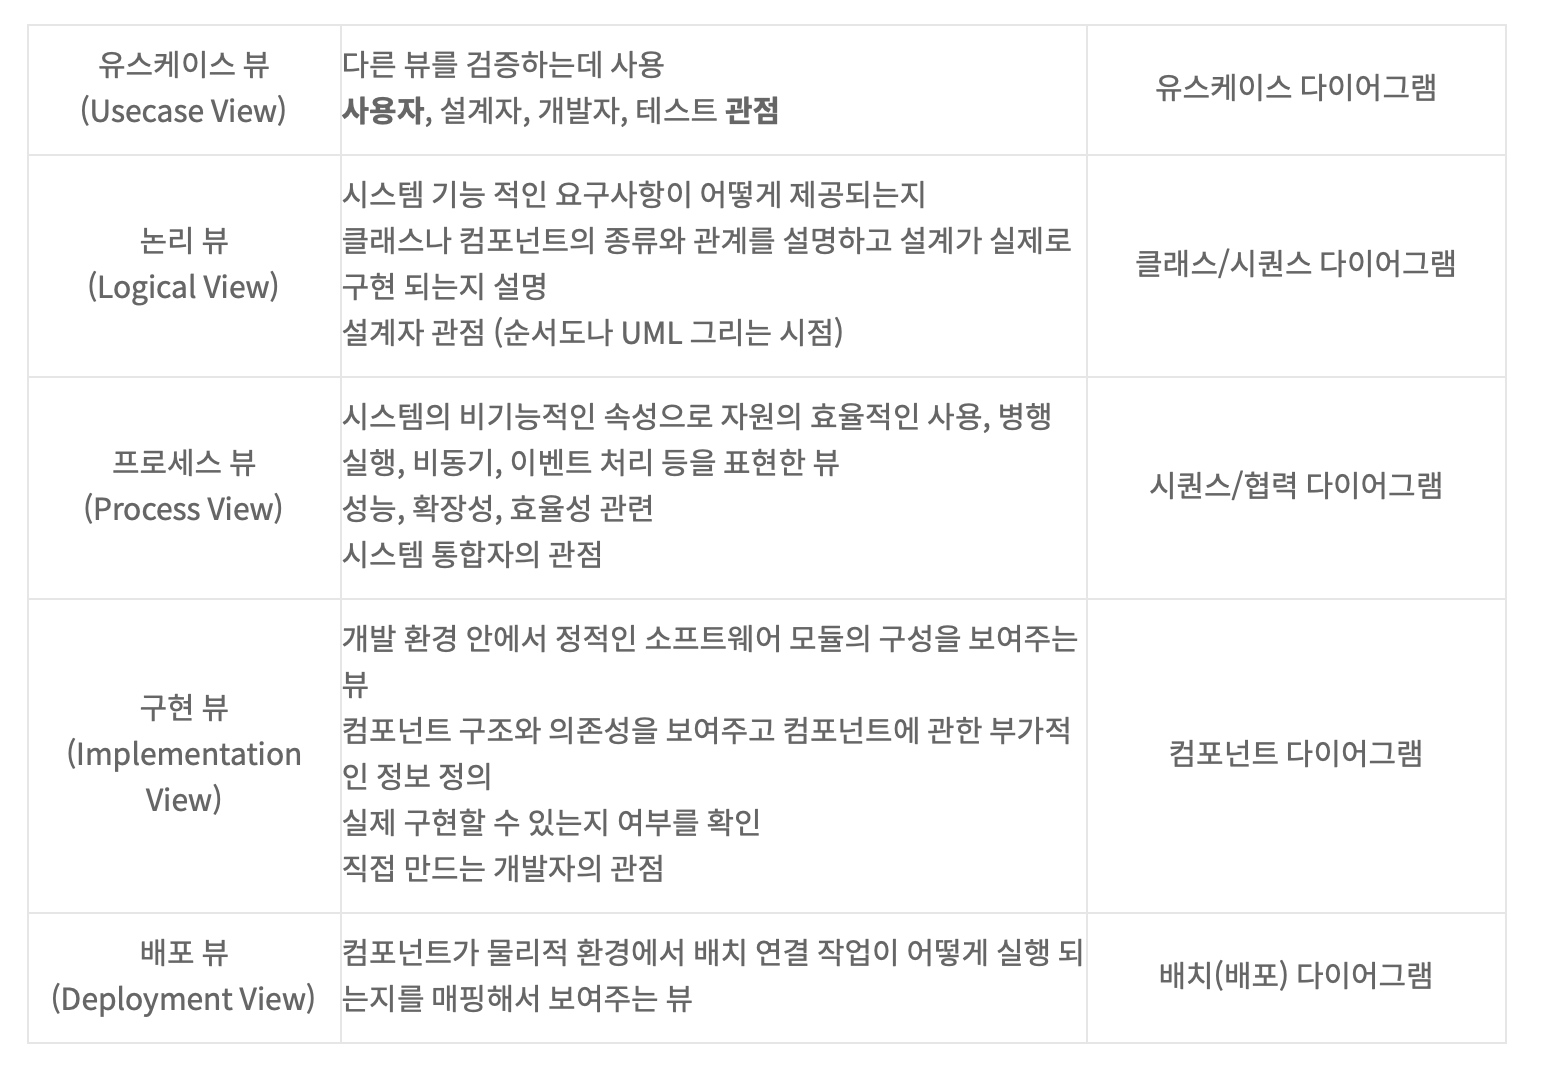 유스케이스 뷰
(Usecase View)
다른 뷰를 검증하는데 사용
사용자, 설계자, 개발자, 테스트 관점
유스케이스 다이어그램
논리 뷰
(Logical View)
시스템 기능 적인 요구사항이 어떻게 제공되는지
클래스나 컴포넌트의 종류와 관계를 설명하고 설계가 실제로
구현 되는지 설명
설계자 관점 (순서도나 UML 그리는 시점)
클래스/시퀀스 다이어그램
프로세스 뷰
(Process View)
시스템의 비기능적인 속성으로 자원의 효율적인 사용, 병행
실행, 비동기, 이벤트 처리 등을 표현한 뷰
성능, 확장성, 효율성 관련
시스템 통합자의 관점
시퀀스/협력 다이어그램
구현 뷰
(Implementation
View)
개발 환경 안에서 정적인 소프트웨어 모듈의 구성을 보여주는
뷰
컴포넌트 구조와 의존성을 보여주고 컴포넌트에 관한 부가적
인 정보 정의
실제 구현할 수 있는지 여부를 확인
직접 만드는 개발자의 관점
컴포넌트 다이어그램
배포 뷰
(Deployment View)
컴포넌트가 물리적 환경에서 배치 연결 작업이 어떻게 실행 되
는지를 매핑해서 보여주는 뷰
배치(배포) 다이어그램